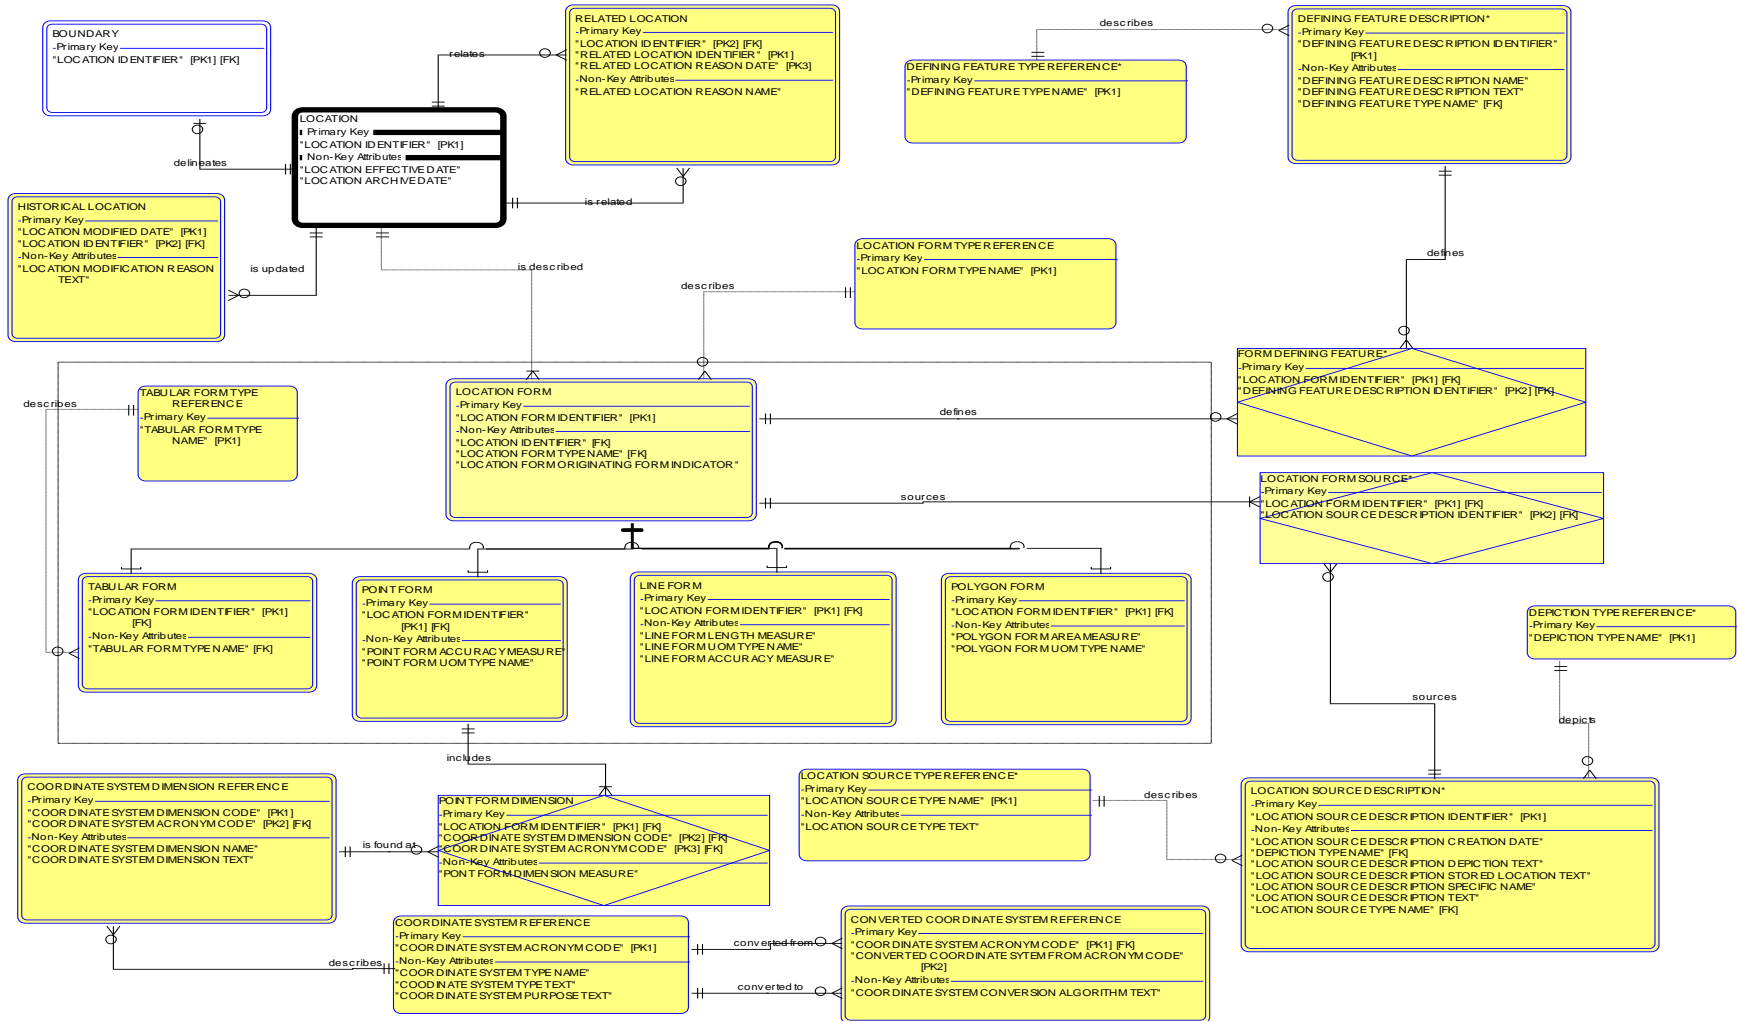 BOUNDARY
-Primary Key
"LOCATION IDENTIFIER" [PK1] [FK]
delineates
RELATED LOCATION
-Primary Key
"LOCATION IDENTIFIER" [PK2] [FK]
"RELATED LOCATION IDENTIFIER" [PK1]
"RELATED LOCATION REASON DATE" [PK3]
-Non-Key Attributes
"RELATED LOCATION REASON NAME"
relates
is related
LOCATION
Primary Key
"LOCATION IDENTIFIER" [PK1]
Non-Key Attributes
"LOCATION EFFECTIVE DATE"
"LOCATION ARCHIVE DATE"
DEFINING FEATURE TYPE REFERENCE*
-Primary Key
"DEFINING FEATURE TYPE NAME" [PK1]
describes
DEFINING FEATURE DESCRIPTION*
-Primary Key
"DEFINING FEATURE DESCRIPTION IDENTIFIER"
[PK1]
-Non-Key Attributes
"DEFINING FEATURE DESCRIPTION NAME"
"DEFINING FEATURE DESCRIPTION TEXT"
"DEFINING FEATURE TYPE NAME" [FK]
defines
HISTORICAL LOCATION
-Primary Key
"LOCATION MODIFIED DATE" [PK1]
"LOCATION IDENTIFIER" [PK2] [FK]
-Non-Key Attributes
"LOCATION MODIFICATION REASON
TEXT"
is updated
is described
LOCATION FORM TYPE REFERENCE
-Primary Key
"LOCATION FORM TYPE NAME" [PK1]
describes
FORM DEFINING FEATURE*
-Primary Key
"LOCATION FORM IDENTIFIER" [PK1] [FK]
"DEFINING FEATURE DESCRIPTION IDENTIFIER" [PK2] [FK]
describes
TABULAR FORM TYPE
REFERENCE
-Primary Key
"TABULAR FORM TYPE
NAME" [PK1]
LOCATION FORM
-Primary Key
"LOCATION FORM IDENTIFIER" [PK1]
-Non-Key Attributes
"LOCATION IDENTIFIER" [FK]
"LOCATION FORM TYPE NAME" [FK]
"LOCATION FORM ORIGINATING FORM INDICATOR"
defines
sources
LOCATION FORM SOURCE*
-Primary Key
"LOCATION FORM IDENTIFIER" [PK1] [FK]
"LOCATION SOURCE DESCRIPTION IDENTIFIER" [PK2] [FK]
TABULAR FORM
-Primary Key
"LOCATION FORM IDENTIFIER" [PK1]
[FK]
-Non-Key Attributes
"TABULAR FORM TYPE NAME" [FK]
POINT FORM
-Primary Key
"LOCATION FORM IDENTIFIER"
[PK1] [FK]
-Non-Key Attributes
"POINT FORM ACCURACY MEASURE"
"POINT FORM UOM TYPE NAME"
LINE FORM
-Primary Key
"LOCATION FORM IDENTIFIER" [PK1] [FK]
-Non-Key Attributes
"LINE FORM LENGTH MEASURE"
"LINE FORM UOM TYPE NAME"
"LINE FORM ACCURACY MEASURE"
POLYGON FORM
-Primary Key
"LOCATION FORM IDENTIFIER" [PK1] [FK]
-Non-Key Attributes
"POLYGON FORM AREA MEASURE"
"POLYGON FORM UOM TYPE NAME"
DEPICTION TYPE REFERENCE*
-Primary Key
"DEPICTION TYPE NAME" [PK1]
sources
depicts
includes
COORDINATE SYSTEM DIMENSION REFERENCE
-Primary Key
"COORDINATE SYSTEM DIMENSION CODE" [PK1]
"COORDINATE SYSTEM ACRONYM CODE" [PK2] [FK]
-Non-Key Attributes
"COORDINATE SYSTEM DIMENSION NAME"
"COORDINATE SYSTEM DIMENSION TEXT"
is found at
POINT FORM DIMENSION
-Primary Key
"LOCATION FORM IDENTIFIER" [PK1] [FK]
"COORDINATE SYSTEM DIMENSION CODE" [PK2] [FK]
"COORDINATE SYSTEM ACRONYM CODE" [PK3] [FK]
-Non-Key Attributes
"PONT FORM DIMENSION MEASURE"
LOCATION SOURCE TYPE REFERENCE*
-Primary Key
"LOCATION SOURCE TYPE NAME" [PK1]
-Non-Key Attributes
"LOCATION SOURCE TYPE TEXT"
describes
LOCATION SOURCE DESCRIPTION*
-Primary Key
"LOCATION SOURCE DESCRIPTION IDENTIFIER" [PK1]
-Non-Key Attributes
"LOCATION SOURCE DESCRIPTION CREATION DATE"
"DEPICTION TYPE NAME" [FK]
"LOCATION SOURCE DESCRIPTION DEPICTION TEXT"
"LOCATION SOURCE DESCRIPTION STORED LOCATION TEXT"
"LOCATION SOURCE DESCRIPTION SPECIFIC NAME"
"LOCATION SOURCE DESCRIPTION TEXT"
"LOCATION SOURCE TYPE NAME" [FK]
describes
COORDINATE SYSTEM REFERENCE
-Primary Key
"COORDINATE SYSTEM ACRONYM CODE" [PK1]
-Non-Key Attributes
"COORDINATE SYSTEM TYPE NAME"
"COODINATE SYSTEM TYPE TEXT"
"COORDINATE SYSTEM PURPOSE TEXT"
converted from
converted to
CONVERTED COORDINATE SYSTEM REFERENCE
-Primary Key
"COORDINATE SYSTEM ACRONYM CODE" [PK1] [FK]
"CONVERTED COORDINATE SYTEM FROM ACRONYM CODE"
[PK2]
-Non-Key Attributes
"COORDINATE SYSTEM CONVERSION ALGORITHM TEXT"